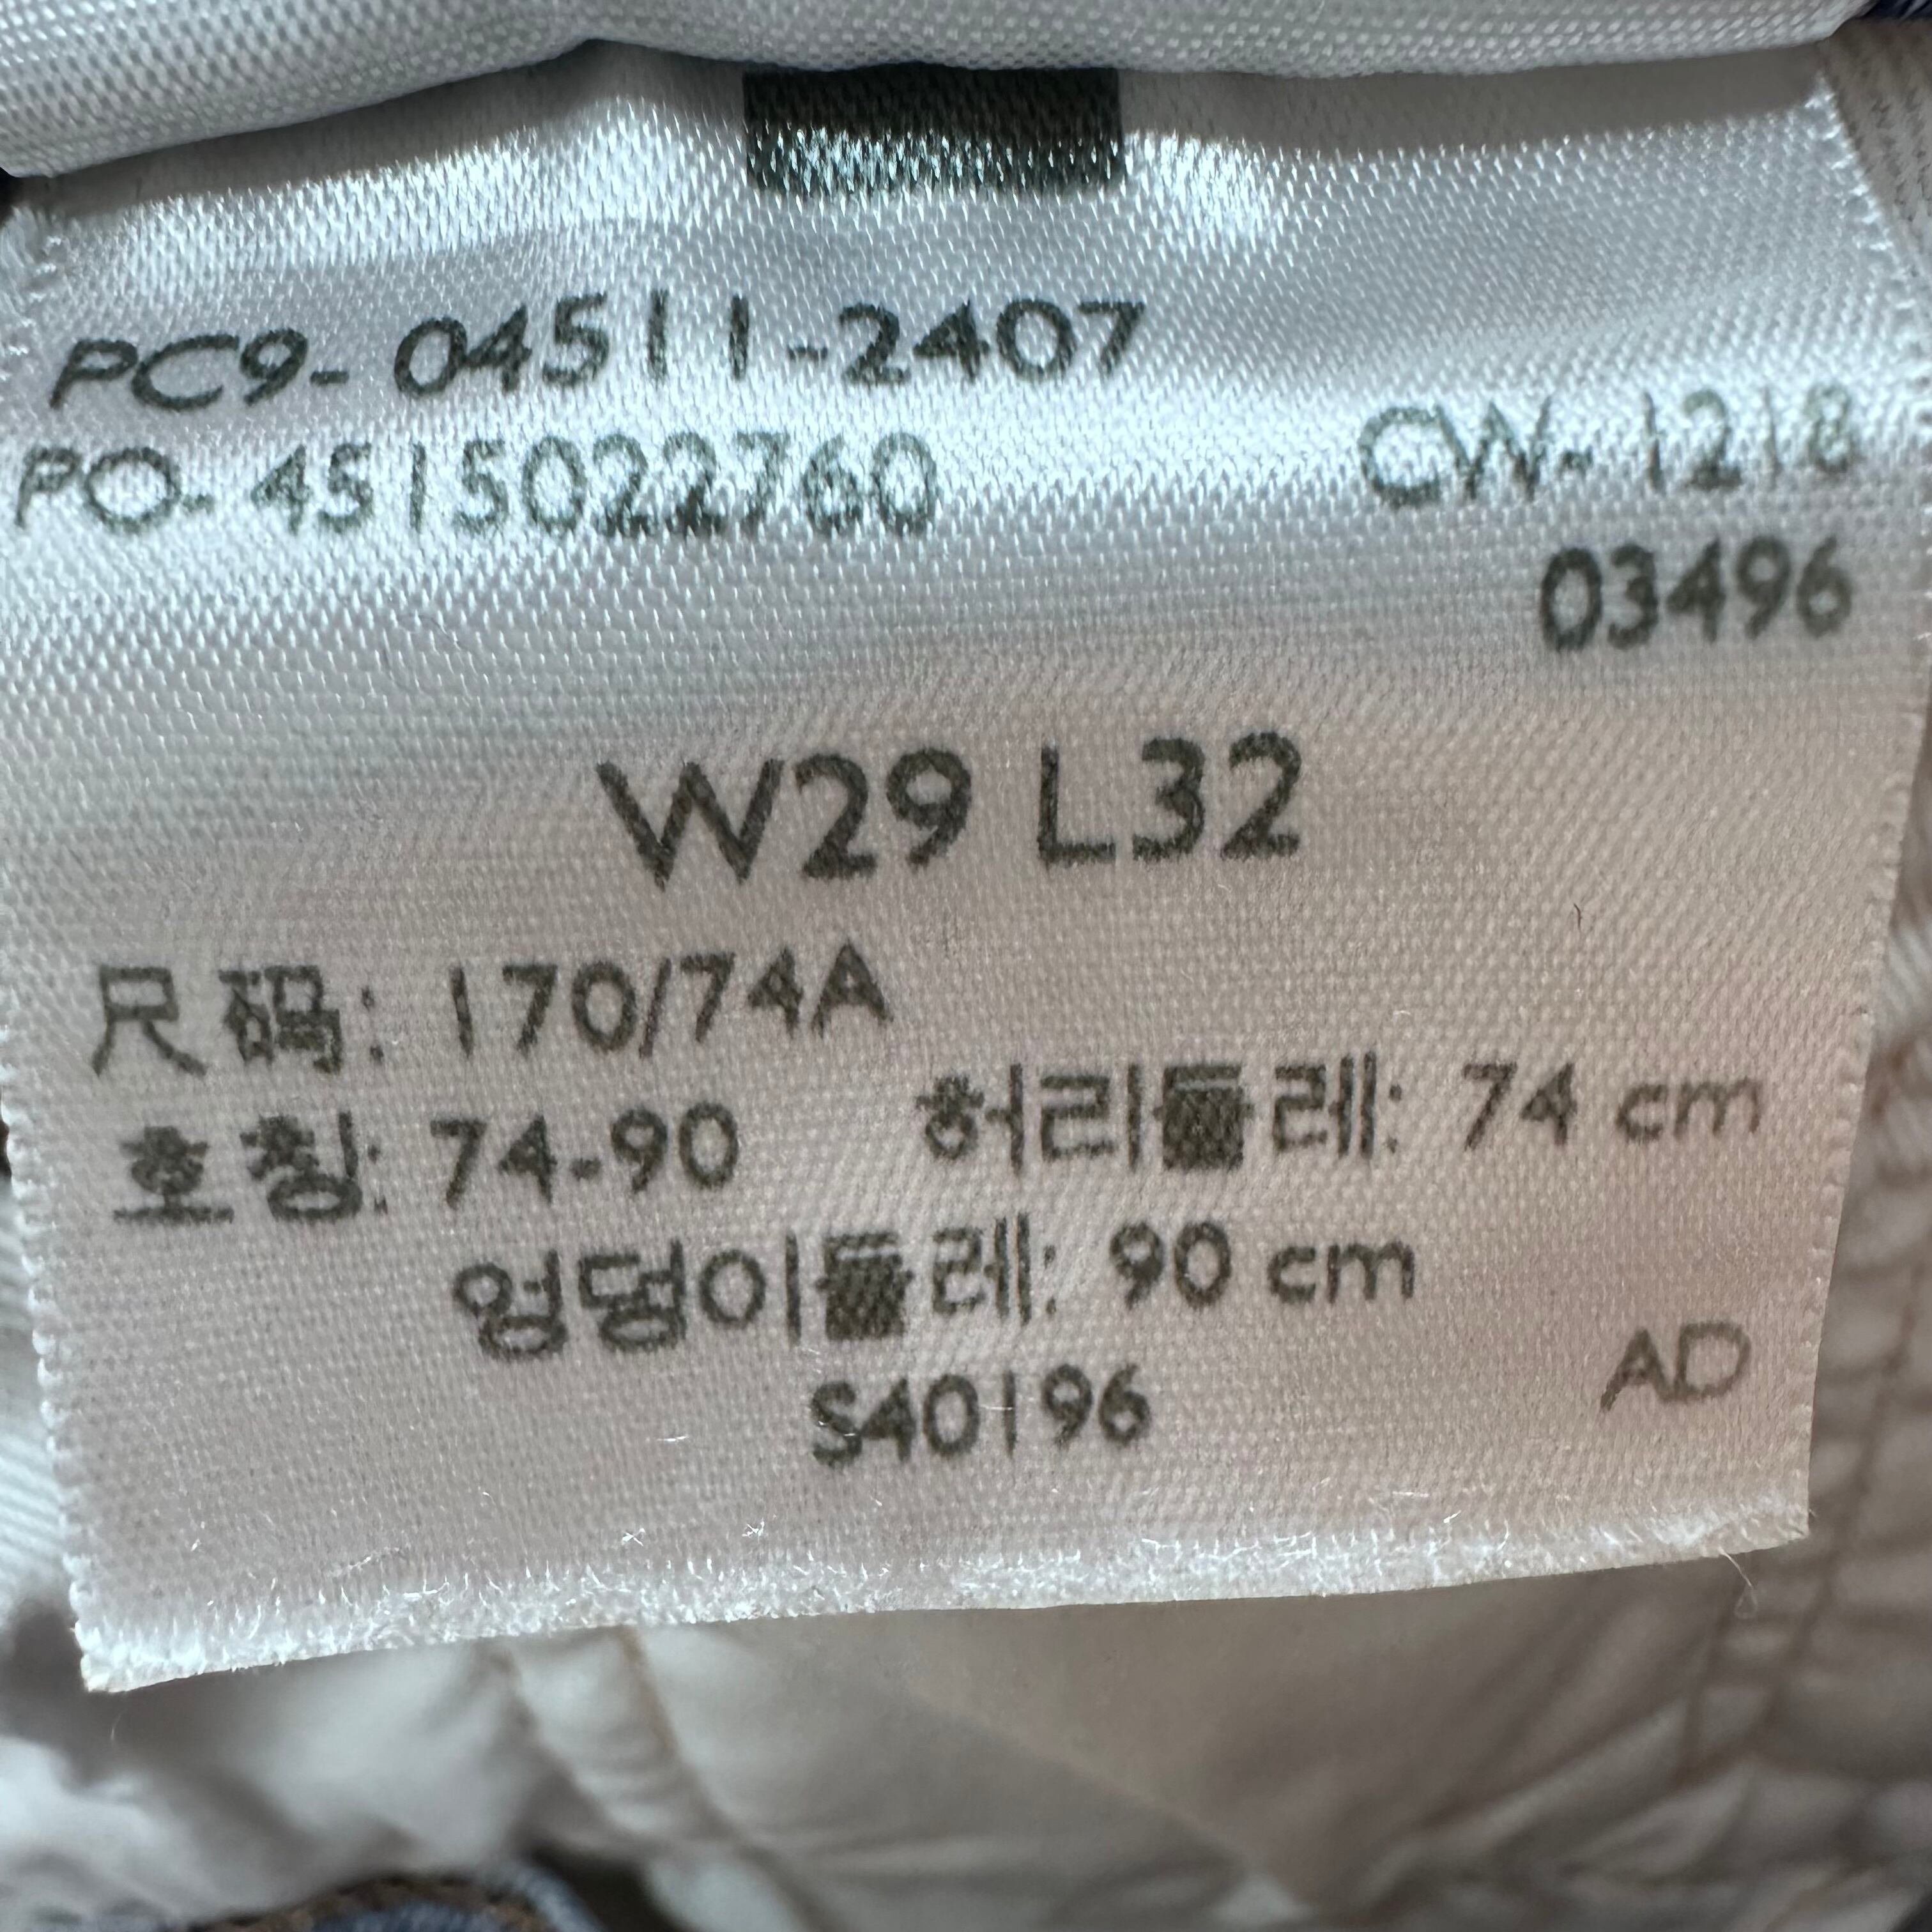 PC9- 04511-2407
PO- 4515022760 CW- 1218
03496
W29 L32
尺码: 170/74A
호칭: 74-90 허리둘레: 74 cm
엉덩이둘레: 90 cm
S40196 AD